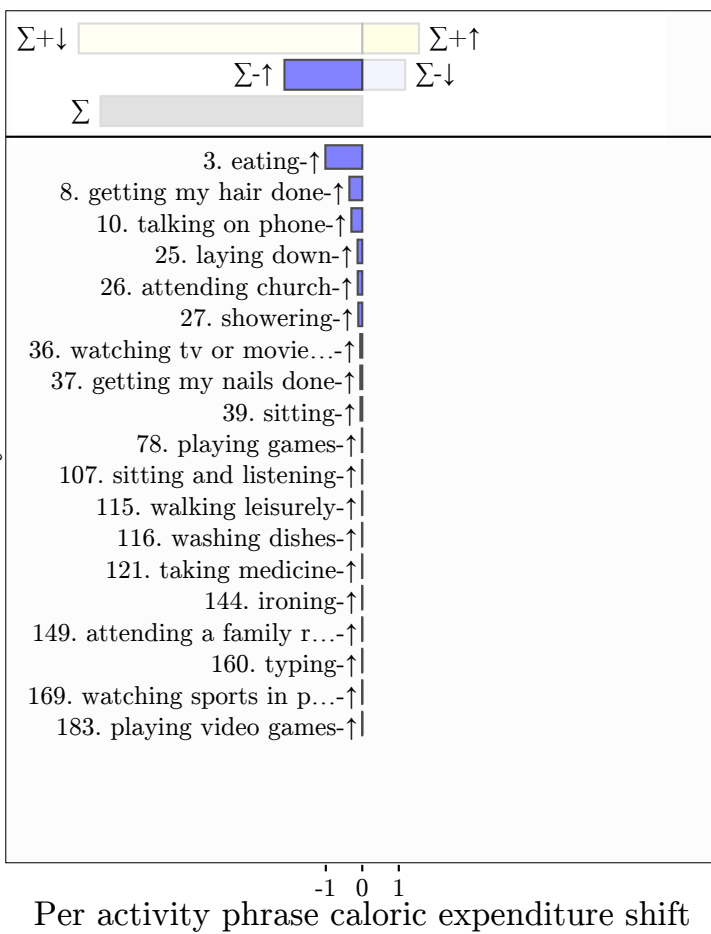 ∑+↓ ∑+↑
∑-↑ ∑-↓
∑
3. eating-↑
8. getting my hair done-↑
10. talking on phone-↑
25. laying down-↑
26. attending church-↑
27. showering-↑
36. watching tv or movie...-↑
37. getting my nails done-↑
39. sitting-↑
78. playing games-↑
107. sitting and listening-↑
115. walking leisurely-↑
116. washing dishes-↑
121. taking medicine-↑
144. ironing-↑
149. attending a family r...-↑
160. typing-↑
169. watching sports in p...-↑
183. playing video games-↑
-1 0 1
Per activity phrase caloric expenditure shift